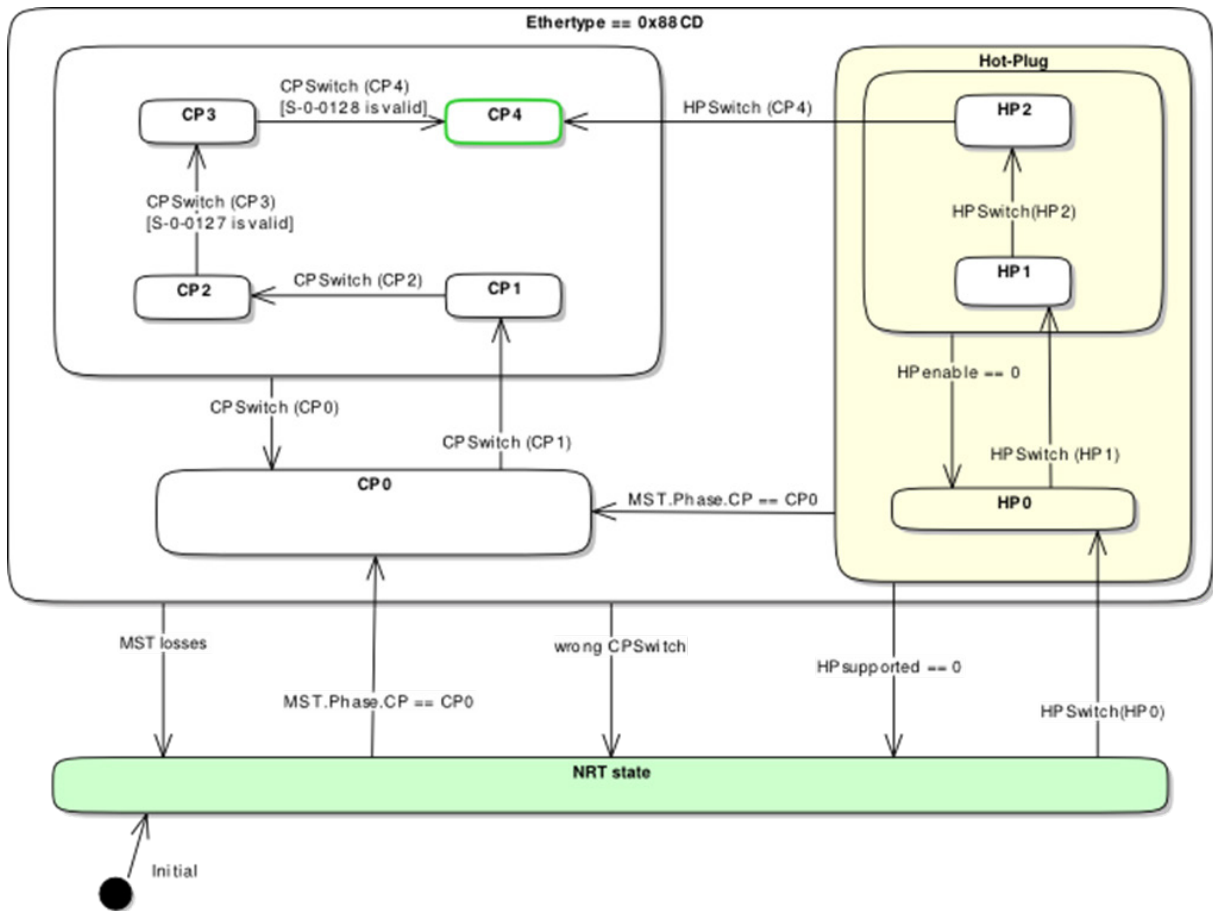 Ethertype == 0x88CD
Hot-Plug
CPSwitch (CP4)
[S-0-0128 is valid]
CP3
CP4
HPSwitch (CP4)
HP2
CPSwitch (CP3)
[S-0-0127 is valid]
HPSwitch(HP2)
CP2
CPSwitch (CP2)
CP1
HP1
HPenable == 0
CPSwitch (CP0)
CPSwitch (CP1)
HPSwitch (HP1)
CP0
MST.Phase.CP == CP0
HP0
MST losses
wrong CPSwitch
HPsupported == 0
MST.Phase.CP == CP0
HPSwitch(HP0)
NRT state
Initial